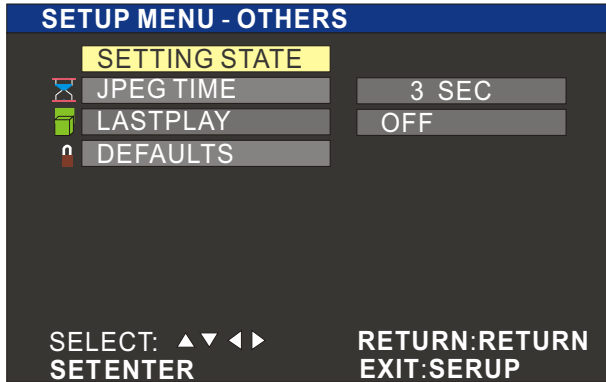 SETUP MENU - OTHERS
SETTING STATE
JPEG TIME 3 SEC
LASTPLAY OFF
DEFAULTS
SELECT: ▲▼◀▶ RETURN:RETURN
SETENTER EXIT:SERUP